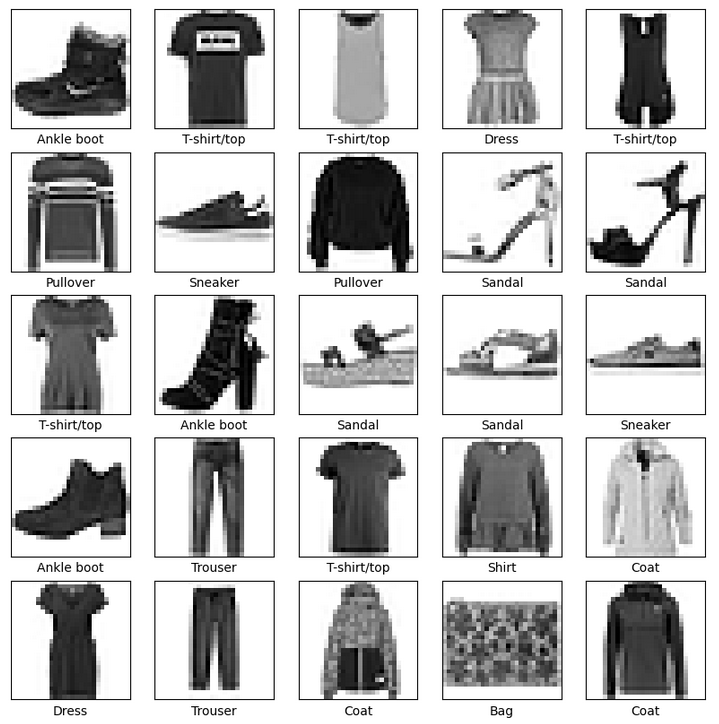 Ankle boot
T-shirt/top
T-shirt/top
Dress
T-shirt/top
Pullover
Sneaker
Pullover
Sandal
Sandal
T-shirt/top
Ankle boot
Sandal
Sandal
Sneaker
Ankle boot
Trouser
T-shirt/top
Shirt
Coat
Dress
Trouser
Coat
Bag
Coat